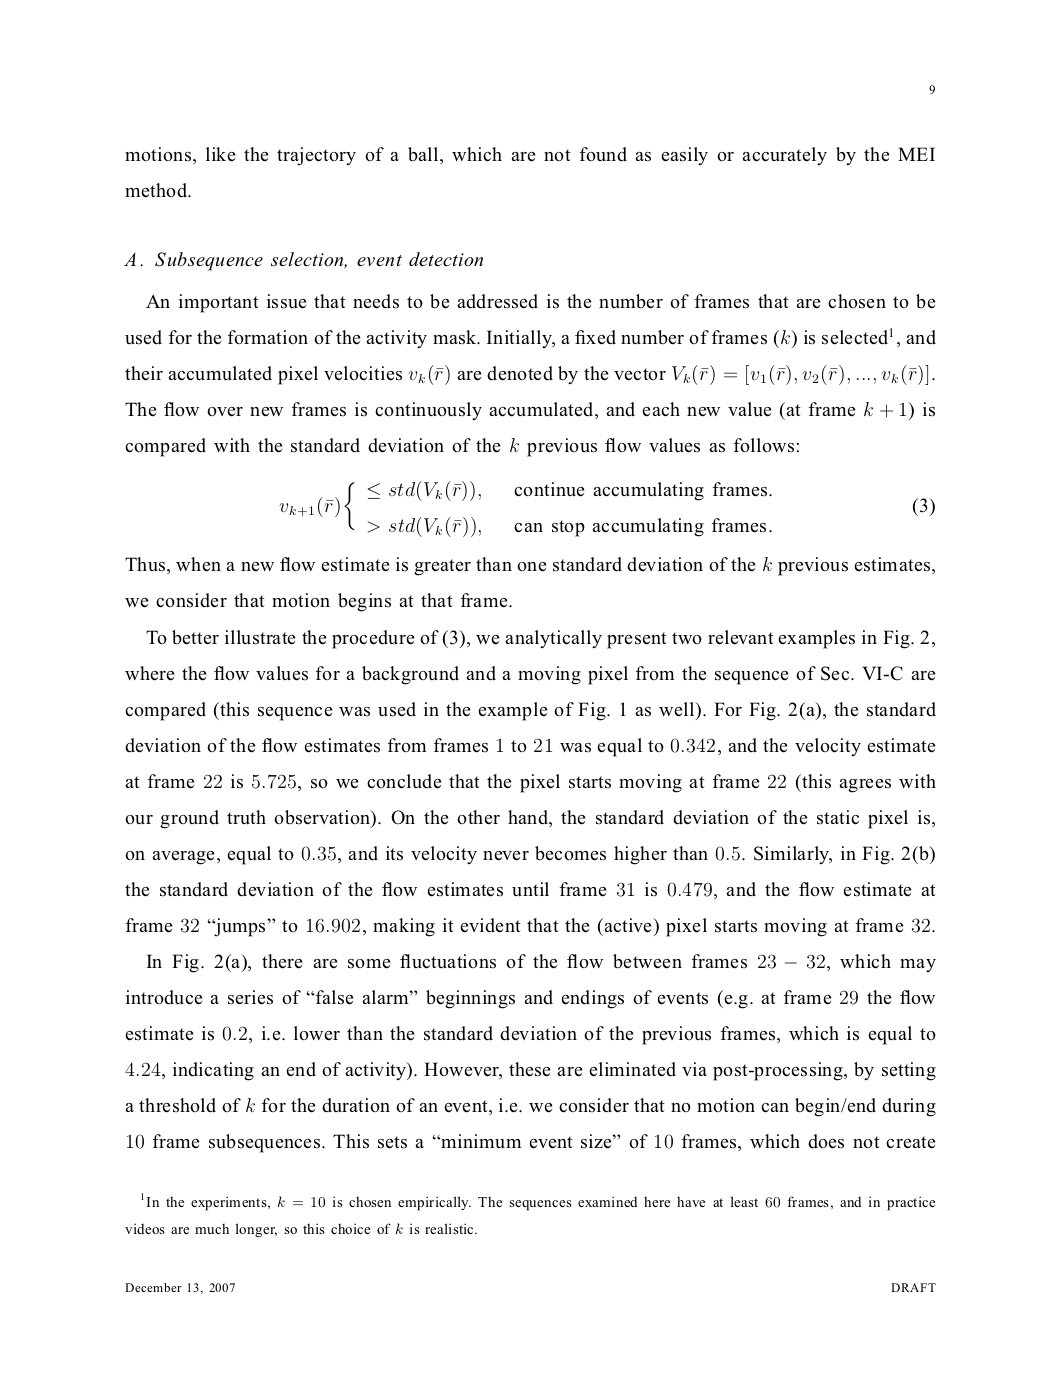 9
motions, like the trajectory of a ball, which are not found as easily or accurately by the MEI
method.
A. Subsequence selection, event detection
An important issue that needs to be addressed is the number of frames that are chosen to be
used for the formation of the activity mask. Initially, a fixed number of frames (k) is selected¹, and
their accumulated pixel velocities v_k(r̄) are denoted by the vector V_k(r̄) = [v_1(r̄), v_2(r̄), ..., v_k(r̄)].
The flow over new frames is continuously accumulated, and each new value (at frame k + 1) is
compared with the standard deviation of the k previous flow values as follows:
v_{k+1}(r̄) { ≤ std(V_k(r̄)), continue accumulating frames.
> std(V_k(r̄)), can stop accumulating frames.
(3)
Thus, when a new flow estimate is greater than one standard deviation of the k previous estimates,
we consider that motion begins at that frame.
To better illustrate the procedure of (3), we analytically present two relevant examples in Fig. 2,
where the flow values for a background and a moving pixel from the sequence of Sec. VI-C are
compared (this sequence was used in the example of Fig. 1 as well). For Fig. 2(a), the standard
deviation of the flow estimates from frames 1 to 21 was equal to 0.342, and the velocity estimate
at frame 22 is 5.725, so we conclude that the pixel starts moving at frame 22 (this agrees with
our ground truth observation). On the other hand, the standard deviation of the static pixel is,
on average, equal to 0.35, and its velocity never becomes higher than 0.5. Similarly, in Fig. 2(b)
the standard deviation of the flow estimates until frame 31 is 0.479, and the flow estimate at
frame 32 “jumps” to 16.902, making it evident that the (active) pixel starts moving at frame 32.
In Fig. 2(a), there are some fluctuations of the flow between frames 23 − 32, which may
introduce a series of “false alarm” beginnings and endings of events (e.g. at frame 29 the flow
estimate is 0.2, i.e. lower than the standard deviation of the previous frames, which is equal to
4.24, indicating an end of activity). However, these are eliminated via post-processing, by setting
a threshold of k for the duration of an event, i.e. we consider that no motion can begin/end during
10 frame subsequences. This sets a “minimum event size” of 10 frames, which does not create
¹In the experiments, k = 10 is chosen empirically. The sequences examined here have at least 60 frames, and in practice
videos are much longer, so this choice of k is realistic.
December 13, 2007
DRAFT